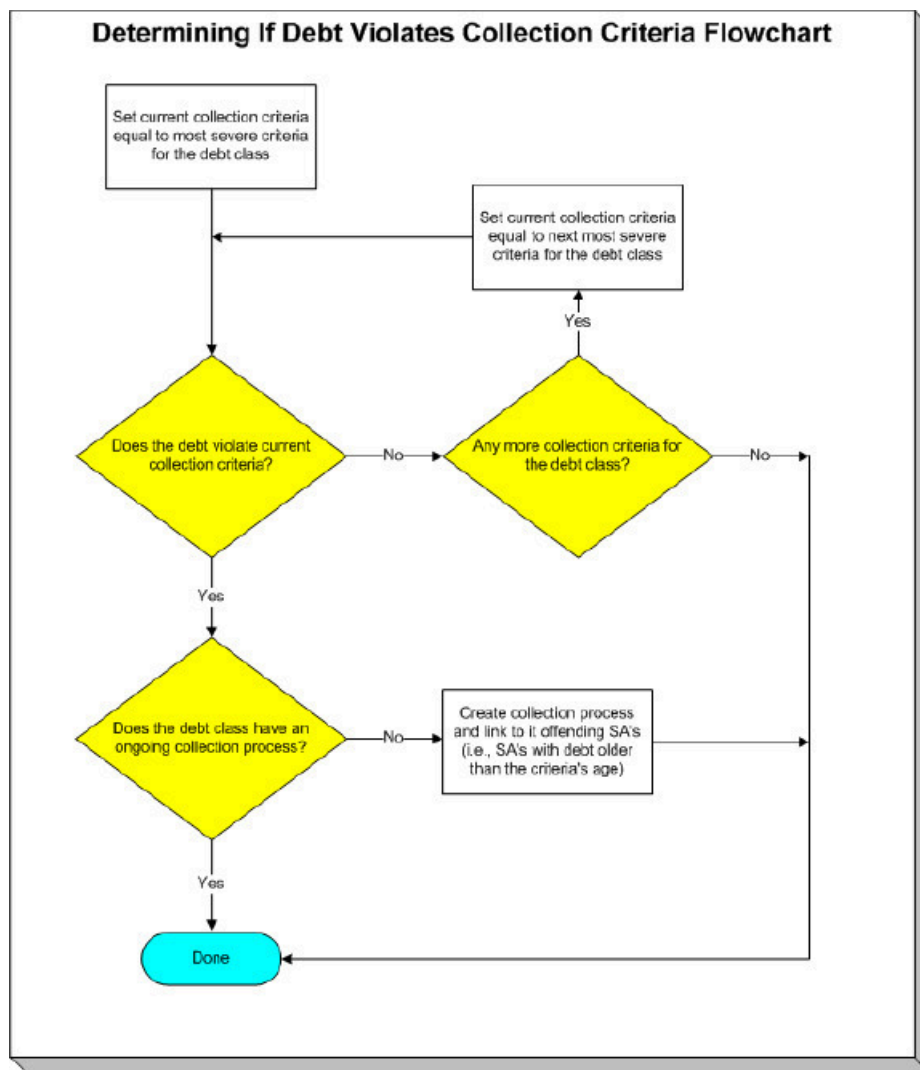 Determining If Debt Violates Collection Criteria Flowchart
Set current collection criteria
equal to most severe criteria
for the debt class
Set current collection criteria
equal to next most severe
criteria for the debt class
Yes
Does the debt violate current
collection criteria?
No
Any more collection criteria for
the debt class?
No
Yes
Does the debt class have an
ongoing collection process?
No
Create collection process
and link to it offending SA's
(i.e., SA's with debt older
than the criteria's age)
Yes
Done